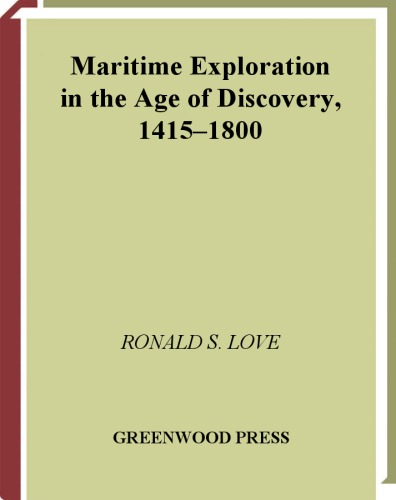 Maritime Exploration
in the Age of Discovery,
1415–1800
RONALD S. LOVE
GREENWOOD PRESS